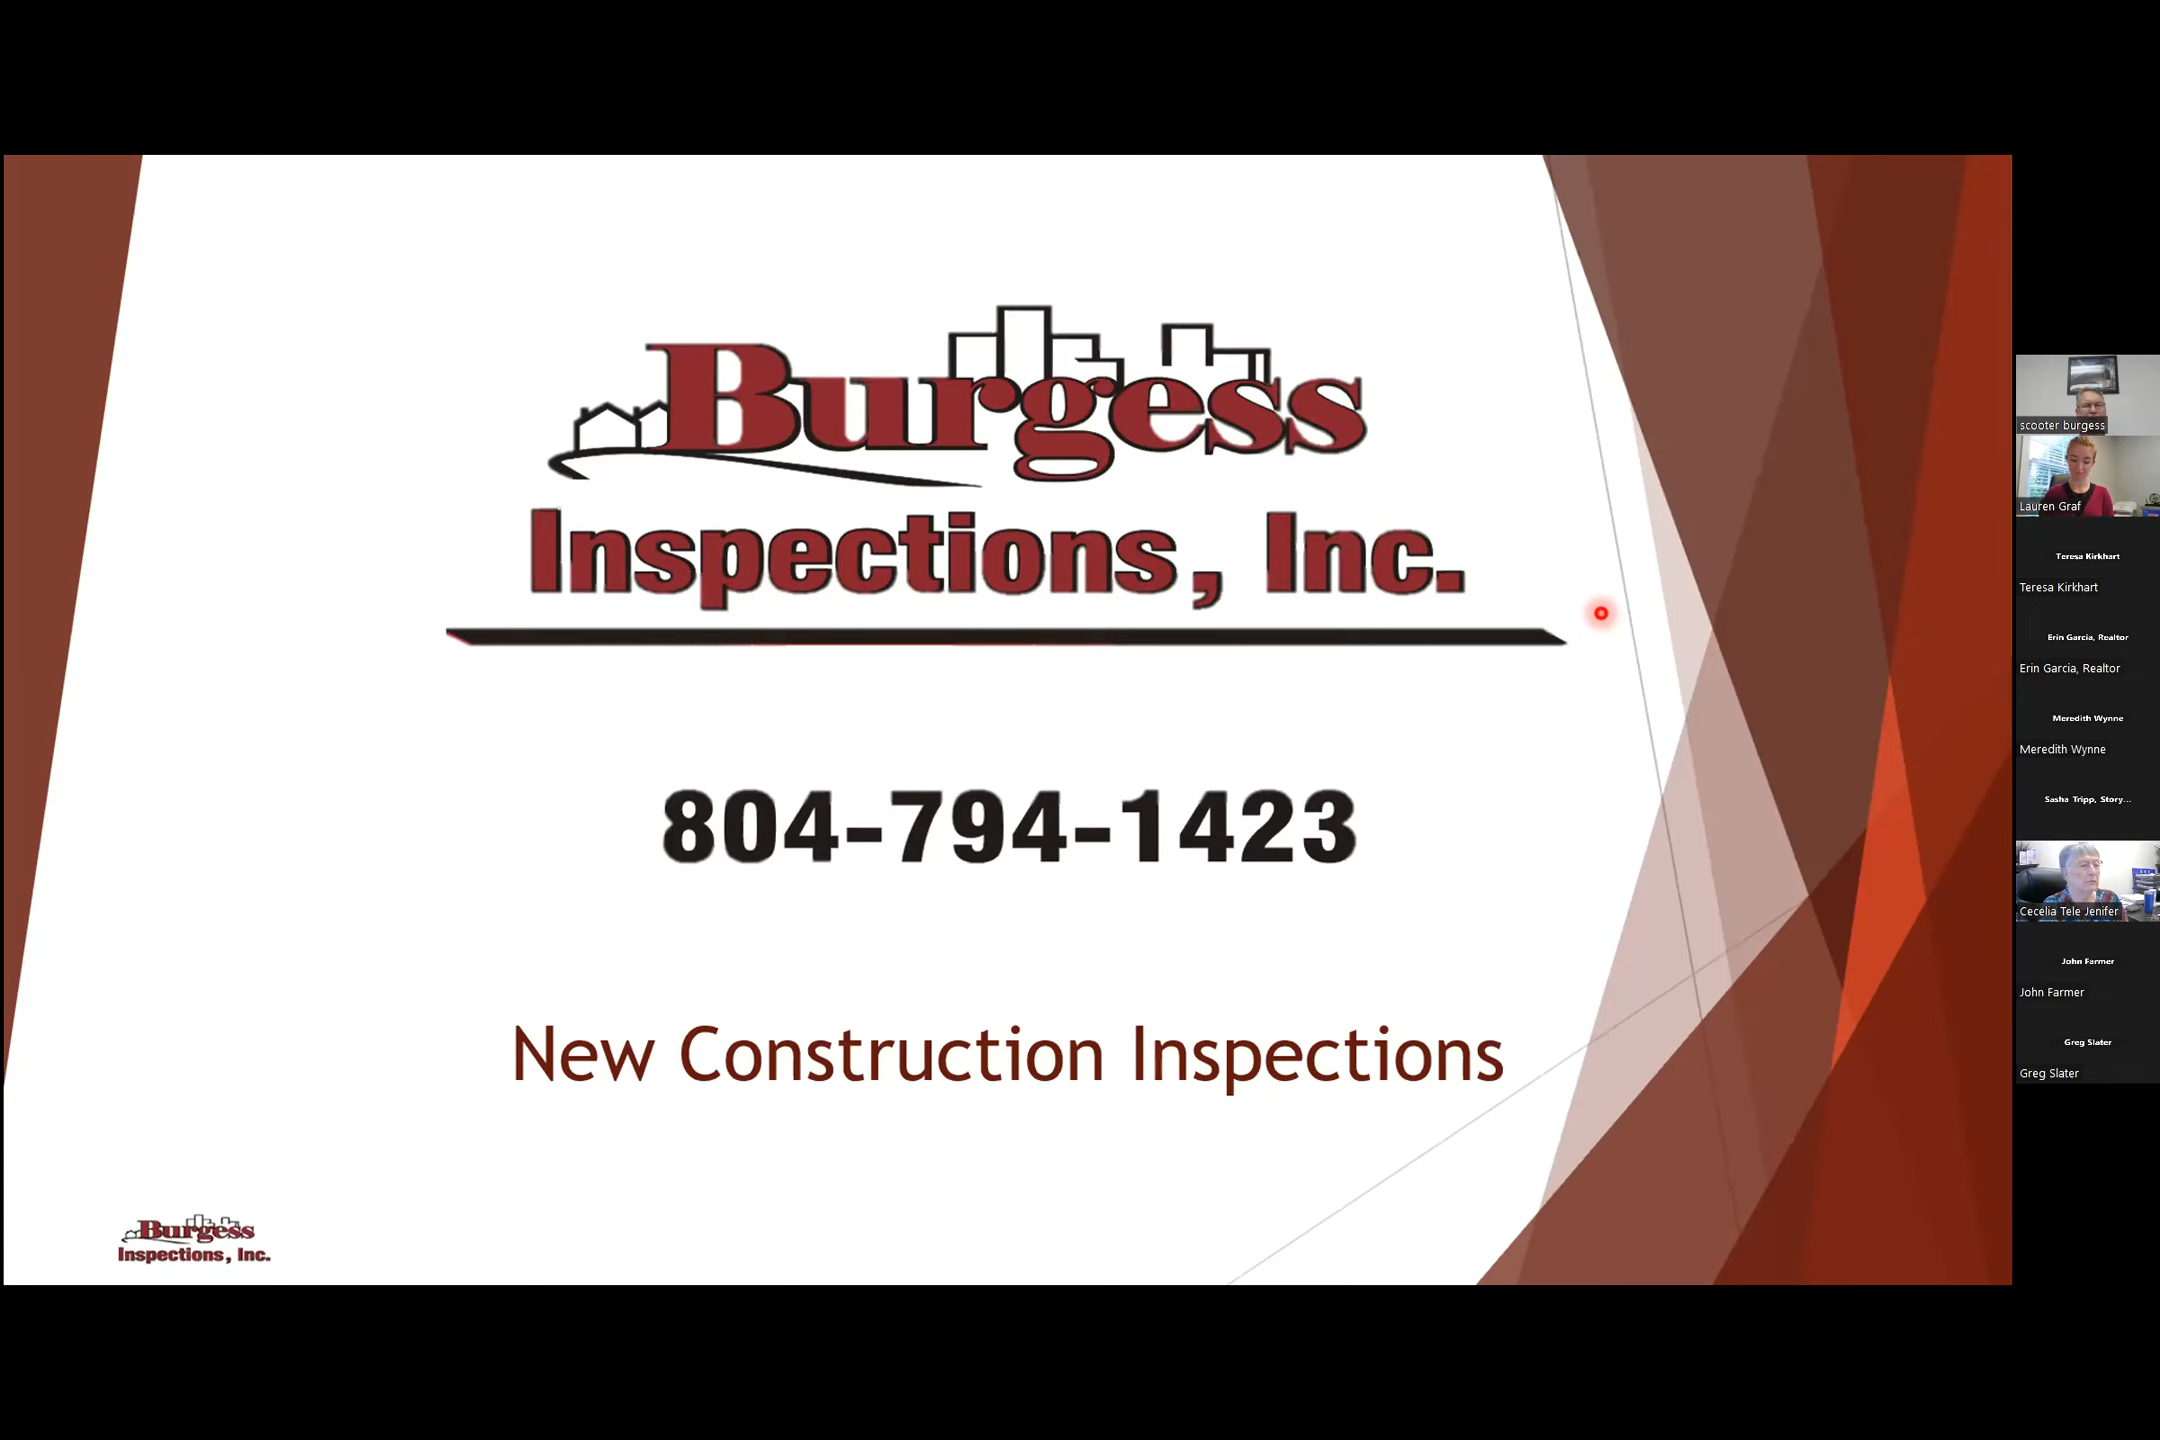 Burgess
Inspections, Inc.
804-794-1423
New Construction Inspections
Burgess
Inspections, Inc.
scooter burgess
Lauren Graf
Teresa Kirkhart
Teresa Kirkhart
Erin Garcia, Realtor
Erin Garcia, Realtor
Meredith Wynne
Meredith Wynne
Sasha Tripp, Story...
Cecelia Tele Jenifer
John Farmer
John Farmer
Greg Slater
Greg Slater